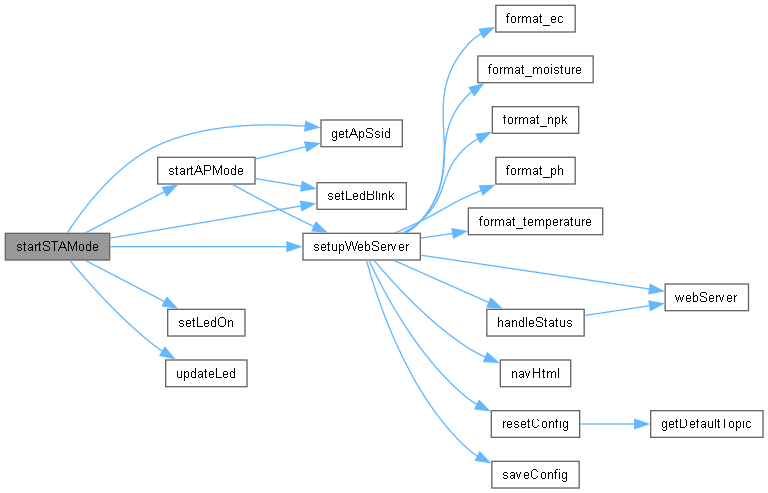 format_ec
format_moisture
format_npk
format_ph
format_temperature
getApSsid
startAPMode
setLedBlink
startSTAMode
setupWebServer
webServer
handleStatus
setLedOn
updateLed
navHtml
resetConfig
getDefaultTopic
saveConfig